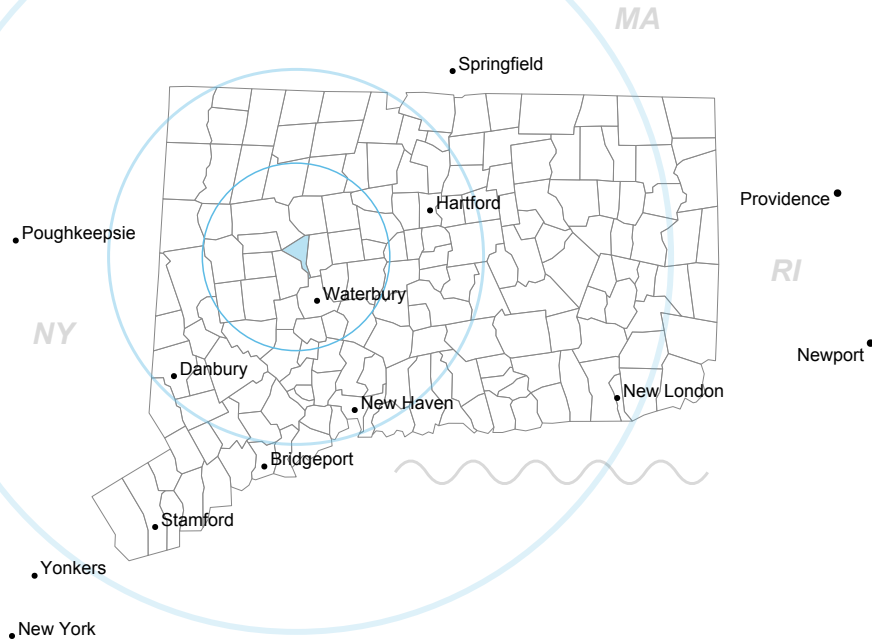 MA
Springfield
Hartford
Providence
Poughkeepsie
RI
Waterbury
NY
Newport
Danbury
New London
New Haven
Bridgeport
Stamford
Yonkers
New York